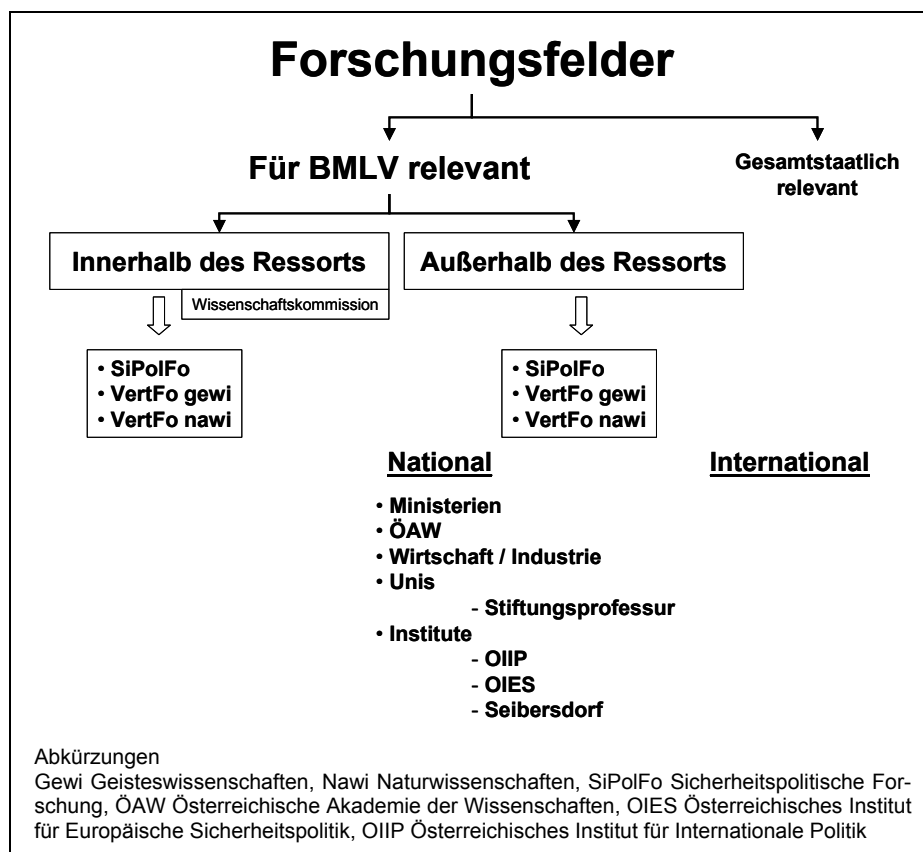 Forschungsfelder
Für BMLV relevant
Gesamtstaatlich
relevant
Innerhalb des Ressorts
Wissenschaftskommission
Außerhalb des Ressorts
• SiPolFo
• VertFo gewi
• VertFo nawi
• SiPolFo
• VertFo gewi
• VertFo nawi
National
International
• Ministerien
• ÖAW
• Wirtschaft / Industrie
• Unis
- Stiftungsprofessur
• Institute
- OIIP
- OIES
- Seibersdorf
Abkürzungen
Gewi Geisteswissenschaften, Nawi Naturwissenschaften, SiPolFo Sicherheitspolitische For-
schung, ÖAW Österreichische Akademie der Wissenschaften, OIES Österreichisches Institut
für Europäische Sicherheitspolitik, OIIP Österreichisches Institut für Internationale Politik